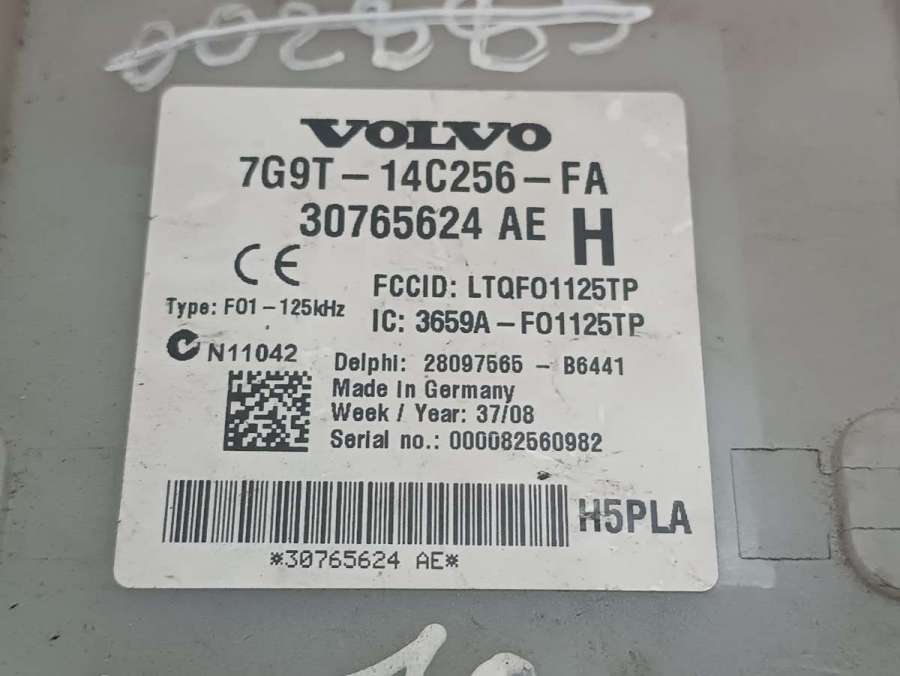 VOLVO
7G9T-14C256-FA
30765624 AE H
CE
FCCID: LTQFO1125TP
Type: F01-125kHz
IC: 3659A-FO1125TP
N11042
Delphi: 28097565 - B6441
Made In Germany
Week / Year: 37/08
Serial no.: 000082560982
H5PLA
*30765624 AE*